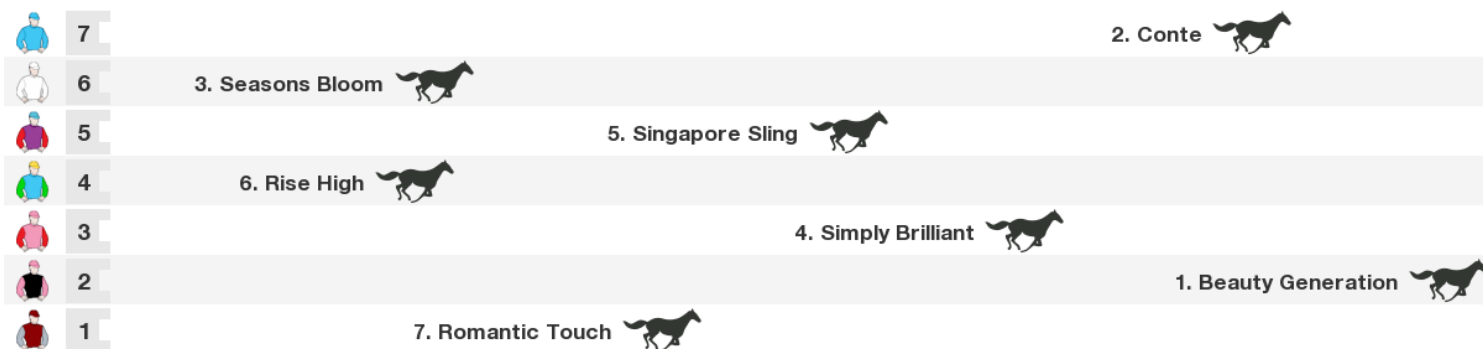 7 2. Conte
6 3. Seasons Bloom
5 5. Singapore Sling
4 6. Rise High
3 4. Simply Brilliant
2 1. Beauty Generation
1 7. Romantic Touch